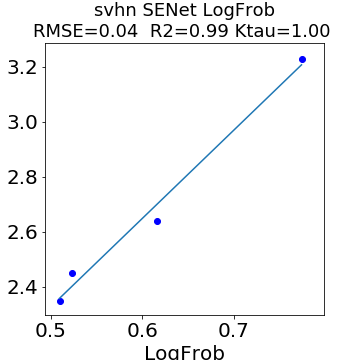 svhn SENet LogFrob
RMSE=0.04 R2=0.99 Ktau=1.00
3.2
3.0
2.8
2.6
2.4
0.5 0.6 0.7
LogFrob